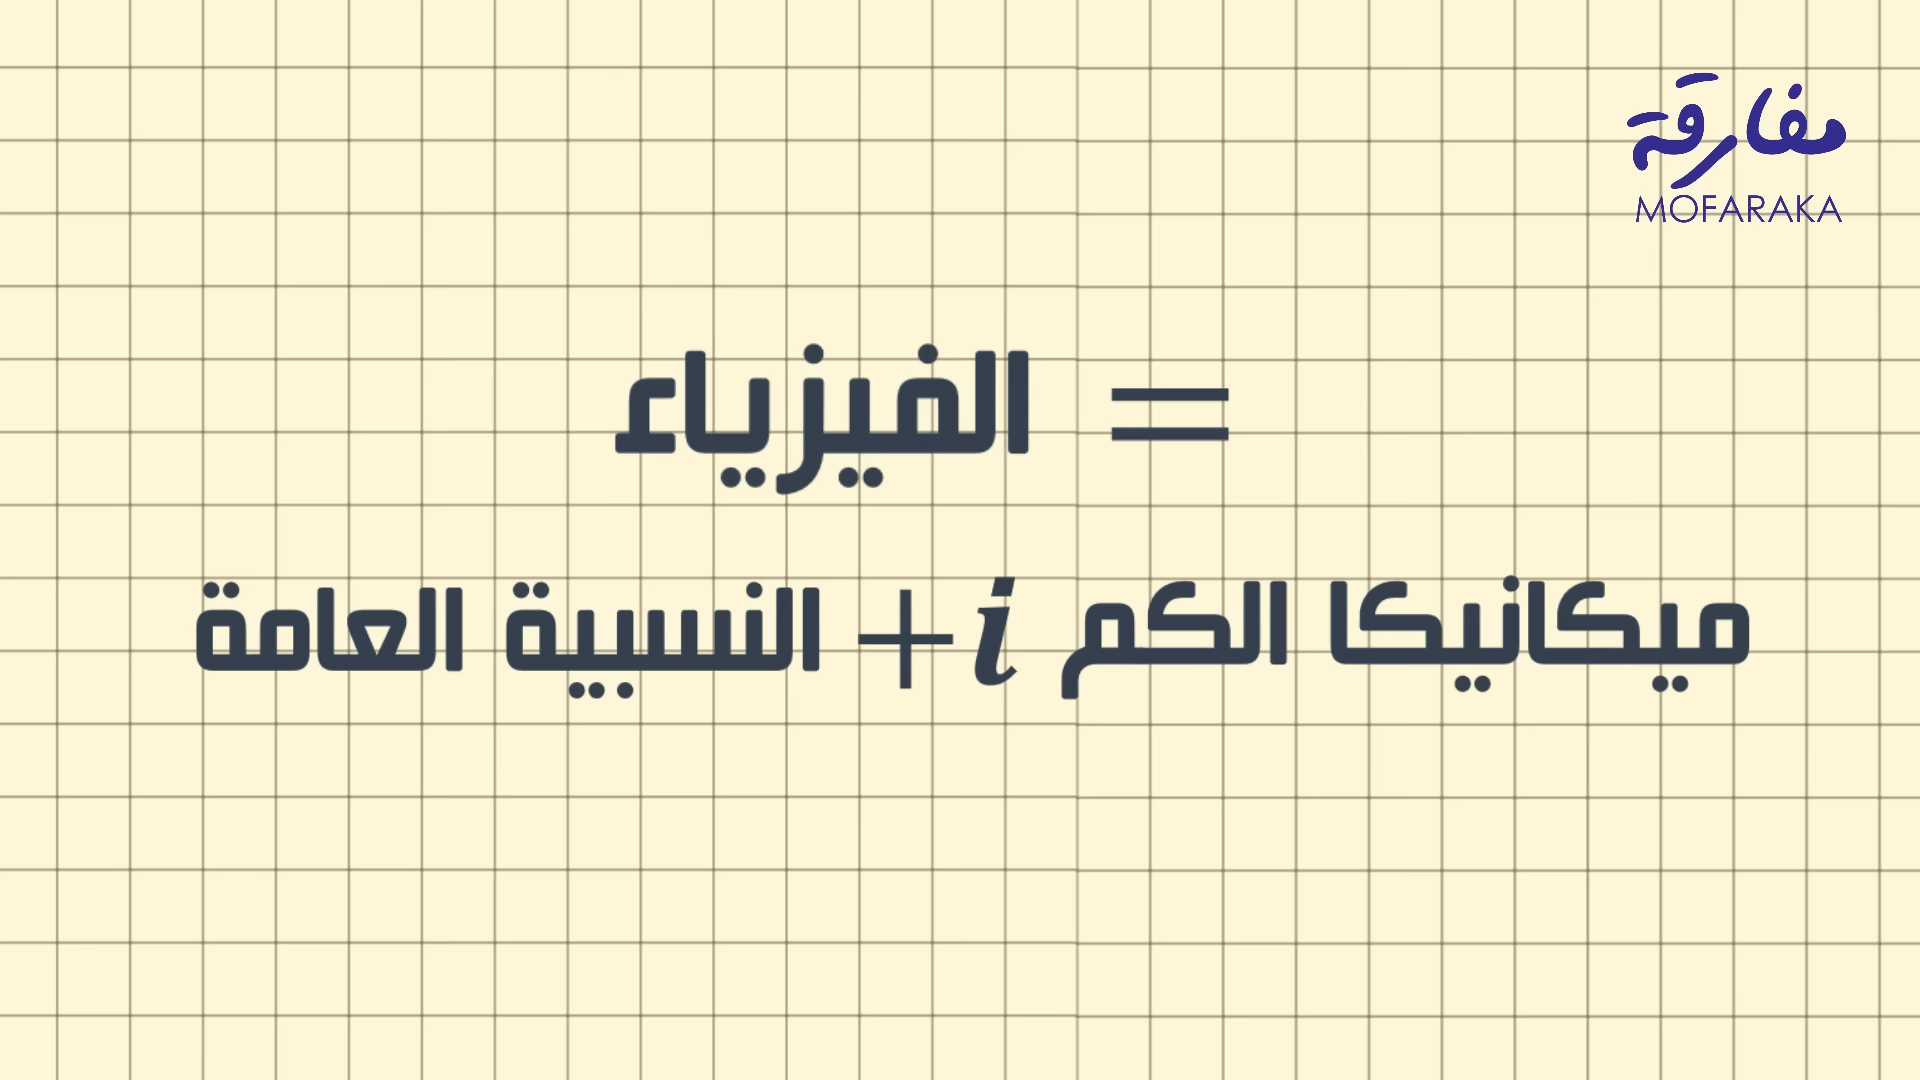 مفارقة
MOFARAKA
= الفيزياء
ميكانيكا الكم i + النسبية العامة